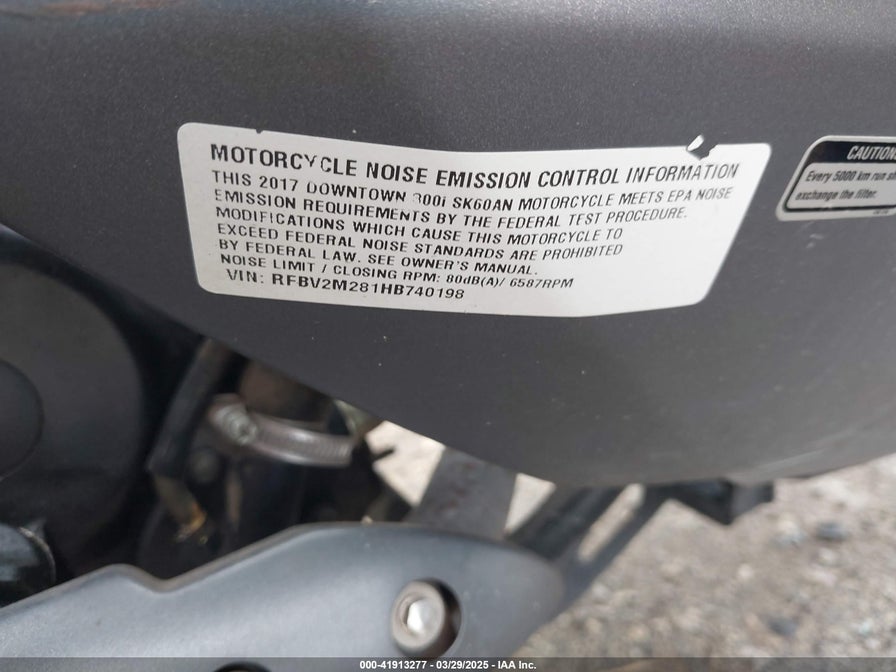 MOTORCYCLE NOISE EMISSION CONTROL INFORMATION
THIS 2017 DOWNTOWN 300i SK60AN MOTORCYCLE MEETS EPA NOISE
EMISSION REQUIREMENTS BY THE FEDERAL TEST PROCEDURE.
MODIFICATIONS WHICH CAUSE THIS MOTORCYCLE TO
EXCEED FEDERAL NOISE STANDARDS ARE PROHIBITED
BY FEDERAL LAW. SEE OWNER'S MANUAL.
NOISE LIMIT / CLOSING RPM: 80dB(A)/ 6587RPM
VIN: RFBV2M281HB740198
CAUTION
Every 5000 km run
exchange the filter.
000-41913277 - 03/29/2025 - IAA Inc.